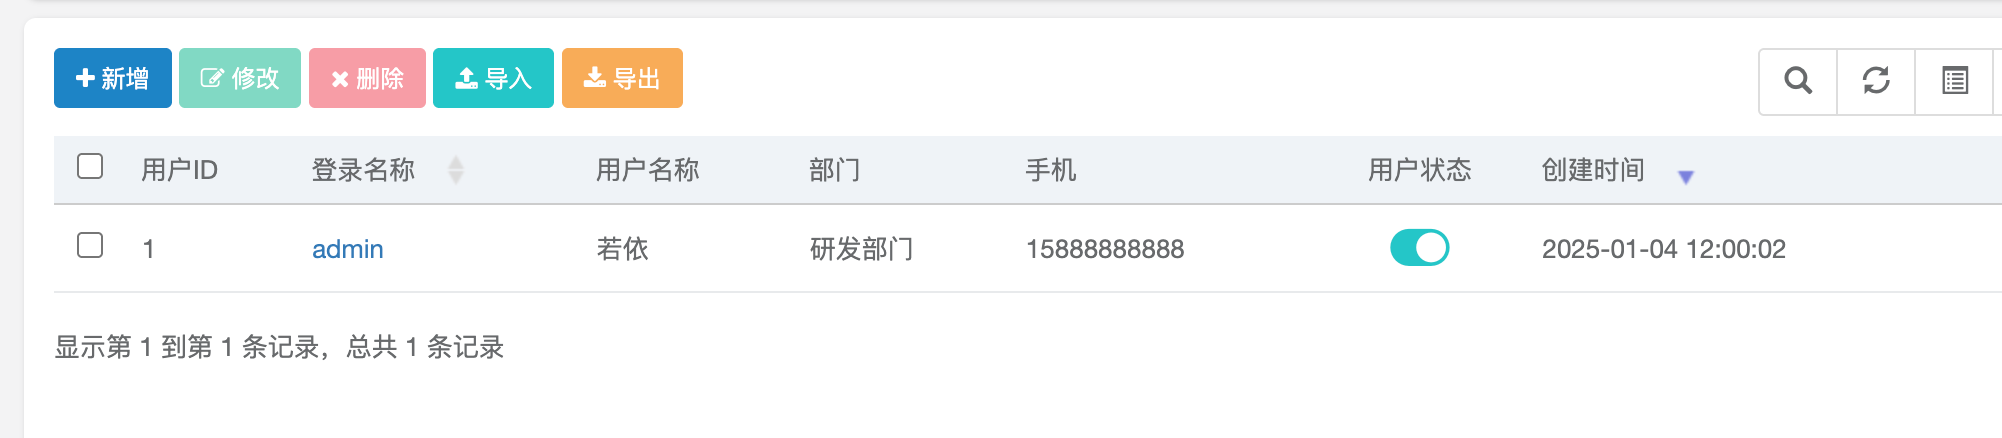 新增 修改 删除 导入 导出
用户ID 登录名称 用户名称 部门 手机 用户状态 创建时间
1 admin 若依 研发部门 15888888888 2025-01-04 12:00:02
显示第 1 到第 1 条记录，总共 1 条记录